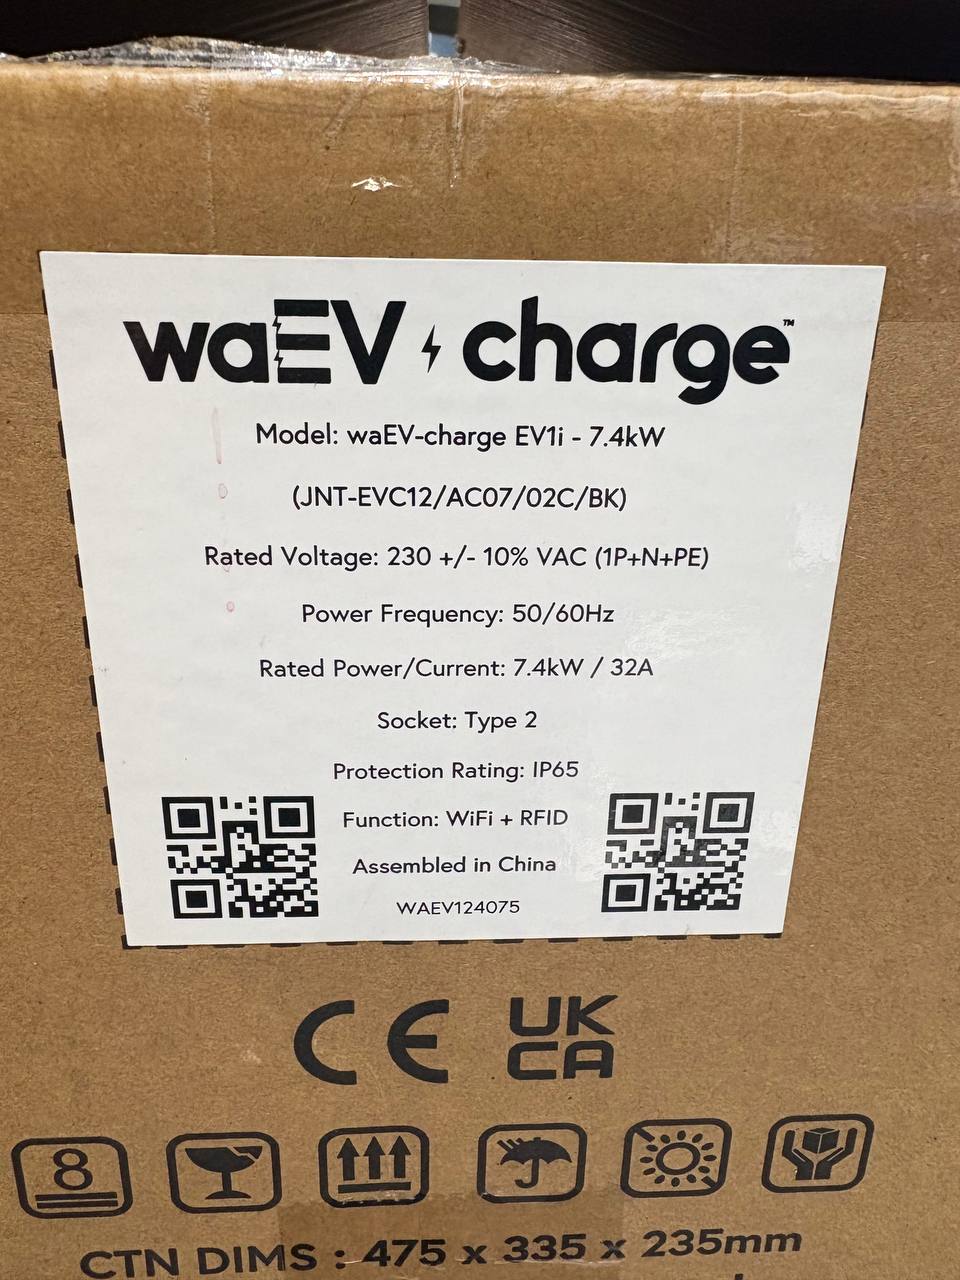 waEV charge™
Model: waEV-charge EV1i - 7.4kW
(JNT-EVC12/AC07/02C/BK)
Rated Voltage: 230 +/- 10% VAC (1P+N+PE)
Power Frequency: 50/60Hz
Rated Power/Current: 7.4kW / 32A
Socket: Type 2
Protection Rating: IP65
Function: WiFi + RFID
Assembled in China
WAEV124075
CE UK
CA
8
CTN DIMS : 475 x 335 x 235mm